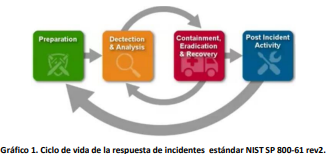 Preparation
Dectection
& Analysis
Containment,
Eradication
& Recovery
Post Incident
Activity
Gráfico 1. Ciclo de vida de la respuesta de incidentes estándar NIST SP 800-61 rev2.